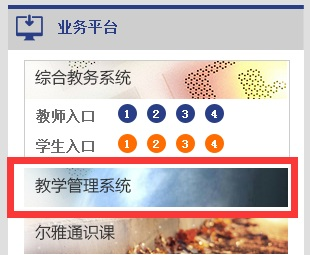 业务平台
综合教务系统
教师入口 1 2 3 4
学生入口 1 2 3 4
教学管理系统
尔雅通识课